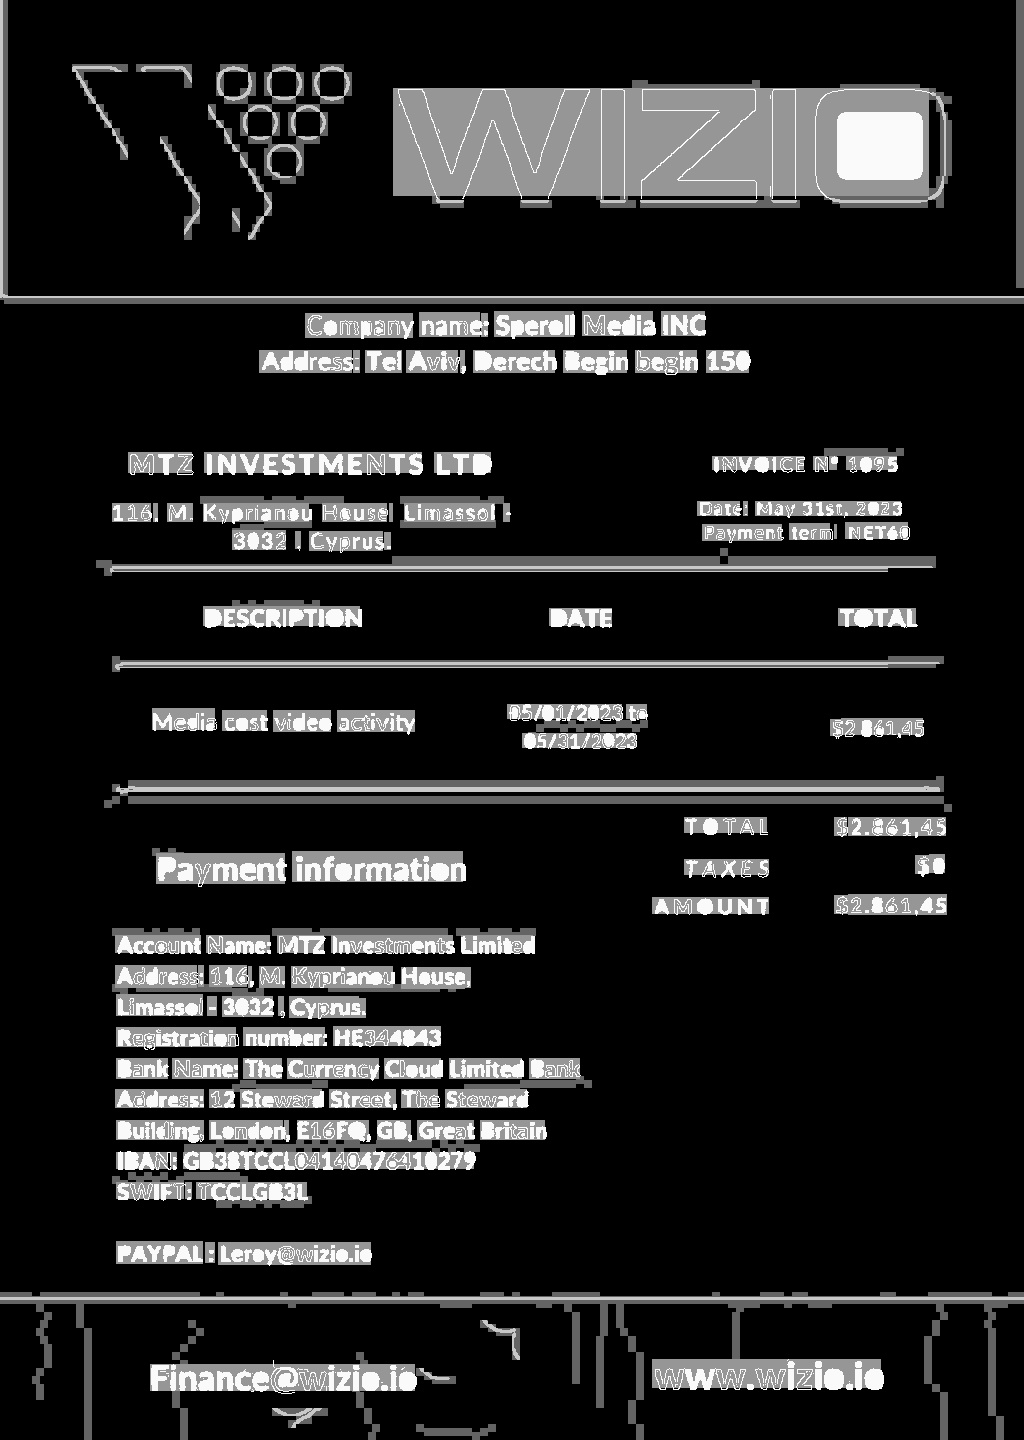 WIZIO
Company name: Speroll Media INC
Address: Tel Aviv, Derech Begin begin 150
MTZ INVESTMENTS LTD
INVOICE N° 1095
116, M. Kyprianou House, Limassol -
3032 , Cyprus.
Date: May 31st, 2023
Payment term: NET60
DESCRIPTION DATE TOTAL
Media cost video activity
05/01/2023 to
05/31/2023
$2 861,45
TOTAL $2.861,45
TAXES $0
AMOUNT $2.861,45
Payment information
Account Name: MTZ Investments Limited
Address: 116, M. Kyprianou House,
Limassol - 3032 , Cyprus.
Registration number: HE344843
Bank Name: The Currency Cloud Limited Bank
Address: 12 Steward Street, The Steward
Building, London, E16FQ, GB, Great Britain
IBAN: GB38TCCL04140476410279
SWIFT: TCCLGB3L
PAYPAL : Leroy@wizio.io
Finance@wizio.io
www.wizio.io